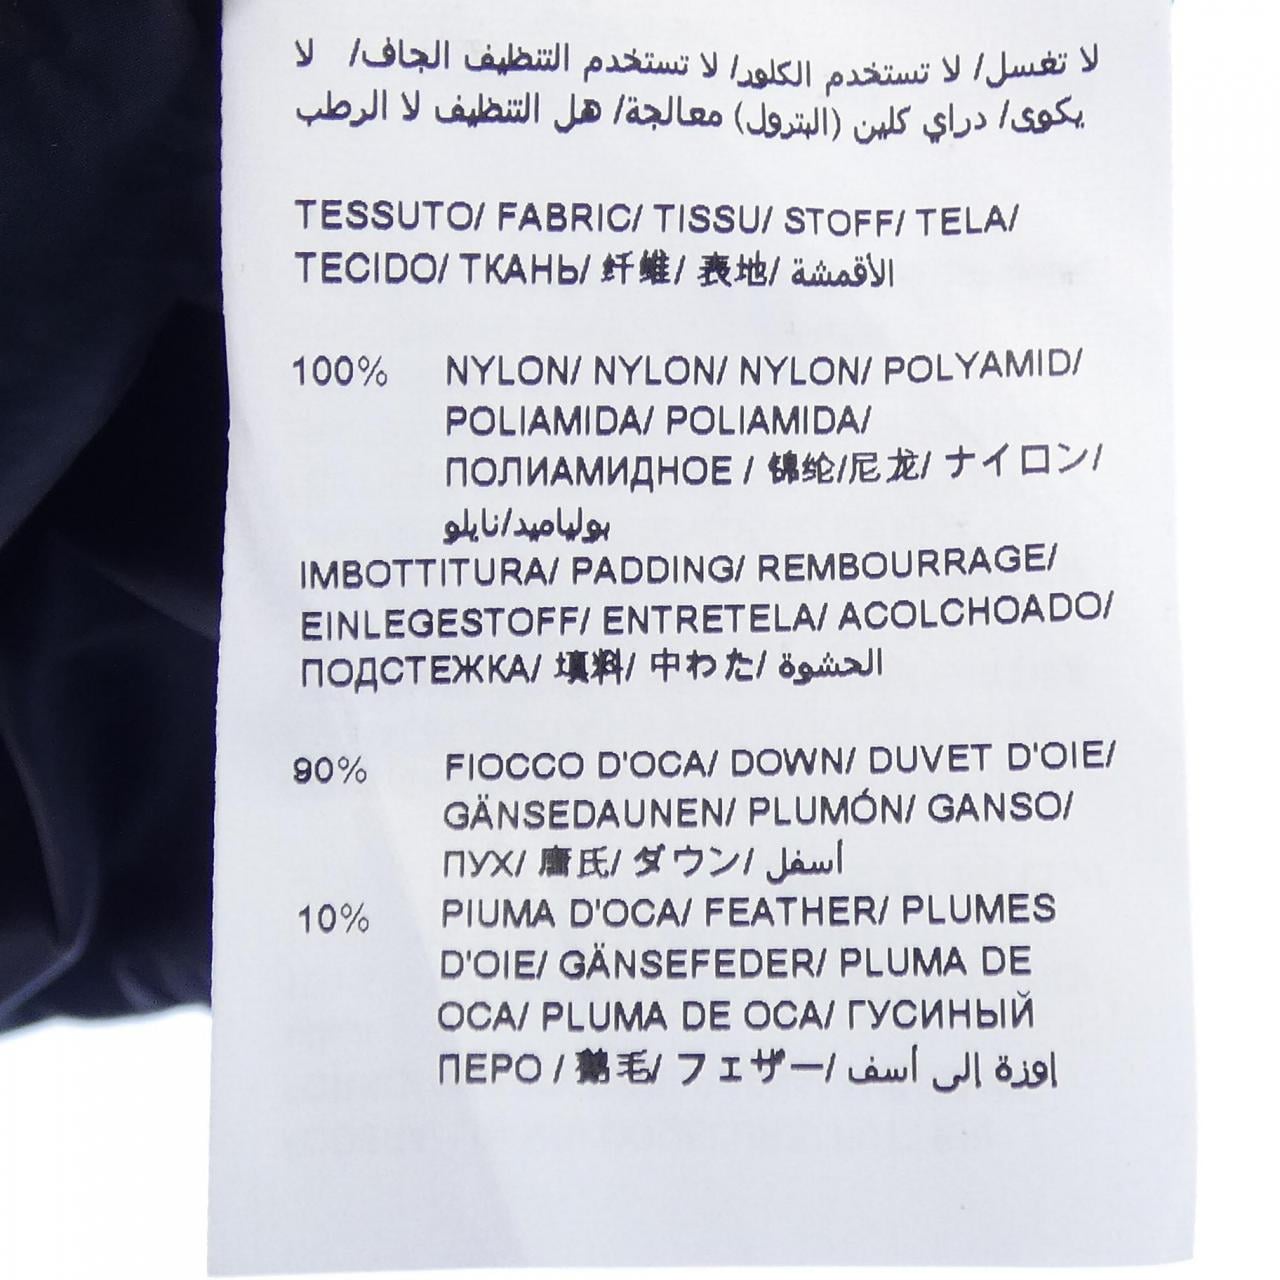 لا تغسل/ لا تستخدم الكلور/ لا تستخدم التنظيف الجاف/ لا
يكوى/ دراي كلين (البترول) معالجة/ هل التنظيف لا الرطب
TESSUTO/ FABRIC/ TISSU/ STOFF/ TELA/
TECIDO/ ТКАНЬ/ 纤维/ 表地/ الأقمشة
100% NYLON/ NYLON/ NYLON/ POLYAMID/
POLIAMIDA/ POLIAMIDA/
ПОЛИАМИДНОЕ / 锦纶/尼龙/ ナイロン/
بولياميد/نايلو
IMBOTTITURA/ PADDING/ REMBOURRAGE/
EINLEGESTOFF/ ENTRETELA/ ACOLCHOADO/
ПОДСТЕЖКА/ 填料/ 中わた/ الحشوة
90% FIOCCO D'OCA/ DOWN/ DUVET D'OIE/
GÄNSEDAUNEN/ PLUMÓN/ GANSO/
ПУХ/ 唐氏/ ダウン/ أسفل
10% PIUMA D'OCA/ FEATHER/ PLUMES
D'OIE/ GÄNSEFEDER/ PLUMA DE
OCA/ PLUMA DE OCA/ ГУСИНЫЙ
ПЕРО / 鹅毛/ フェザー/ اوزة إلى أسف